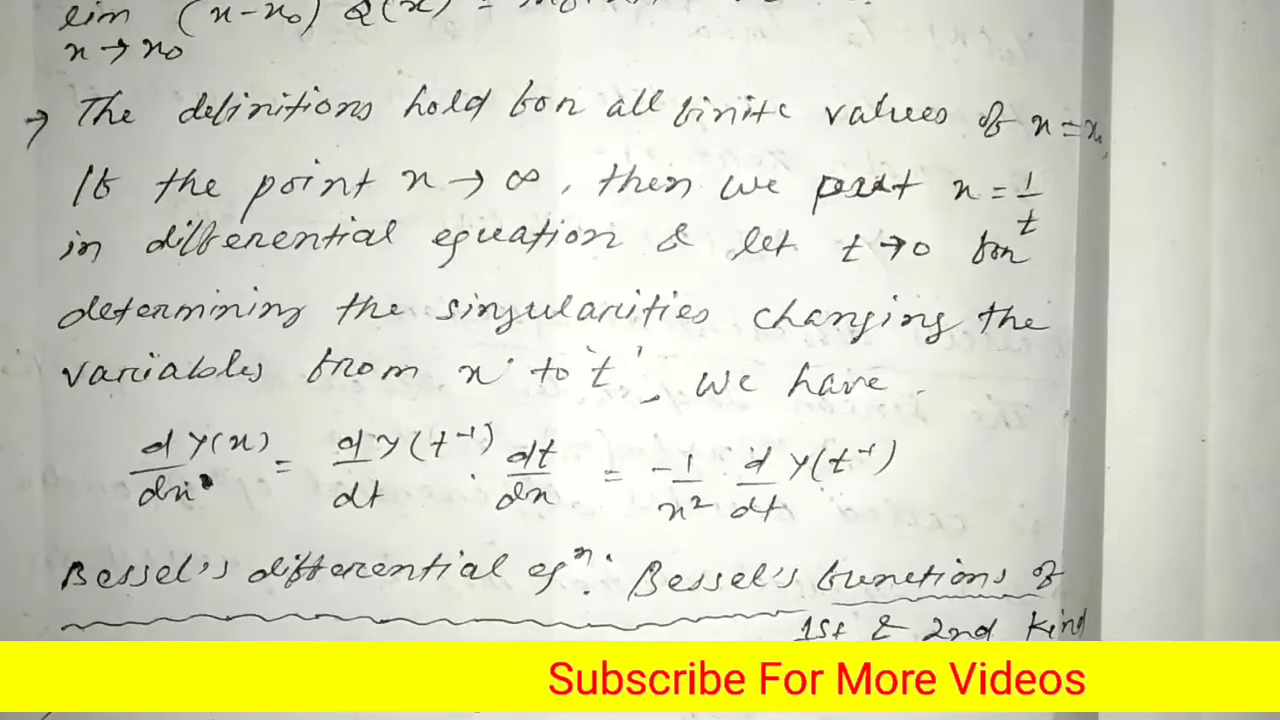 lim (x-x₀) Q(x) =
x → x₀
→ The definitions hold for all finite values of x = x₀,
If the point x → ∞, then we put x = 1/t
in differential equation & let t → 0 for
determining the singularities changing the
variables from x to 't', we have.
d y(x)/dx = d y(t⁻¹)/dt · dt/dx = -1/x² d/dt y(t⁻¹)
Bessel's differential eqⁿ: Bessel's functions of
1st & 2nd kind
Subscribe For More Videos